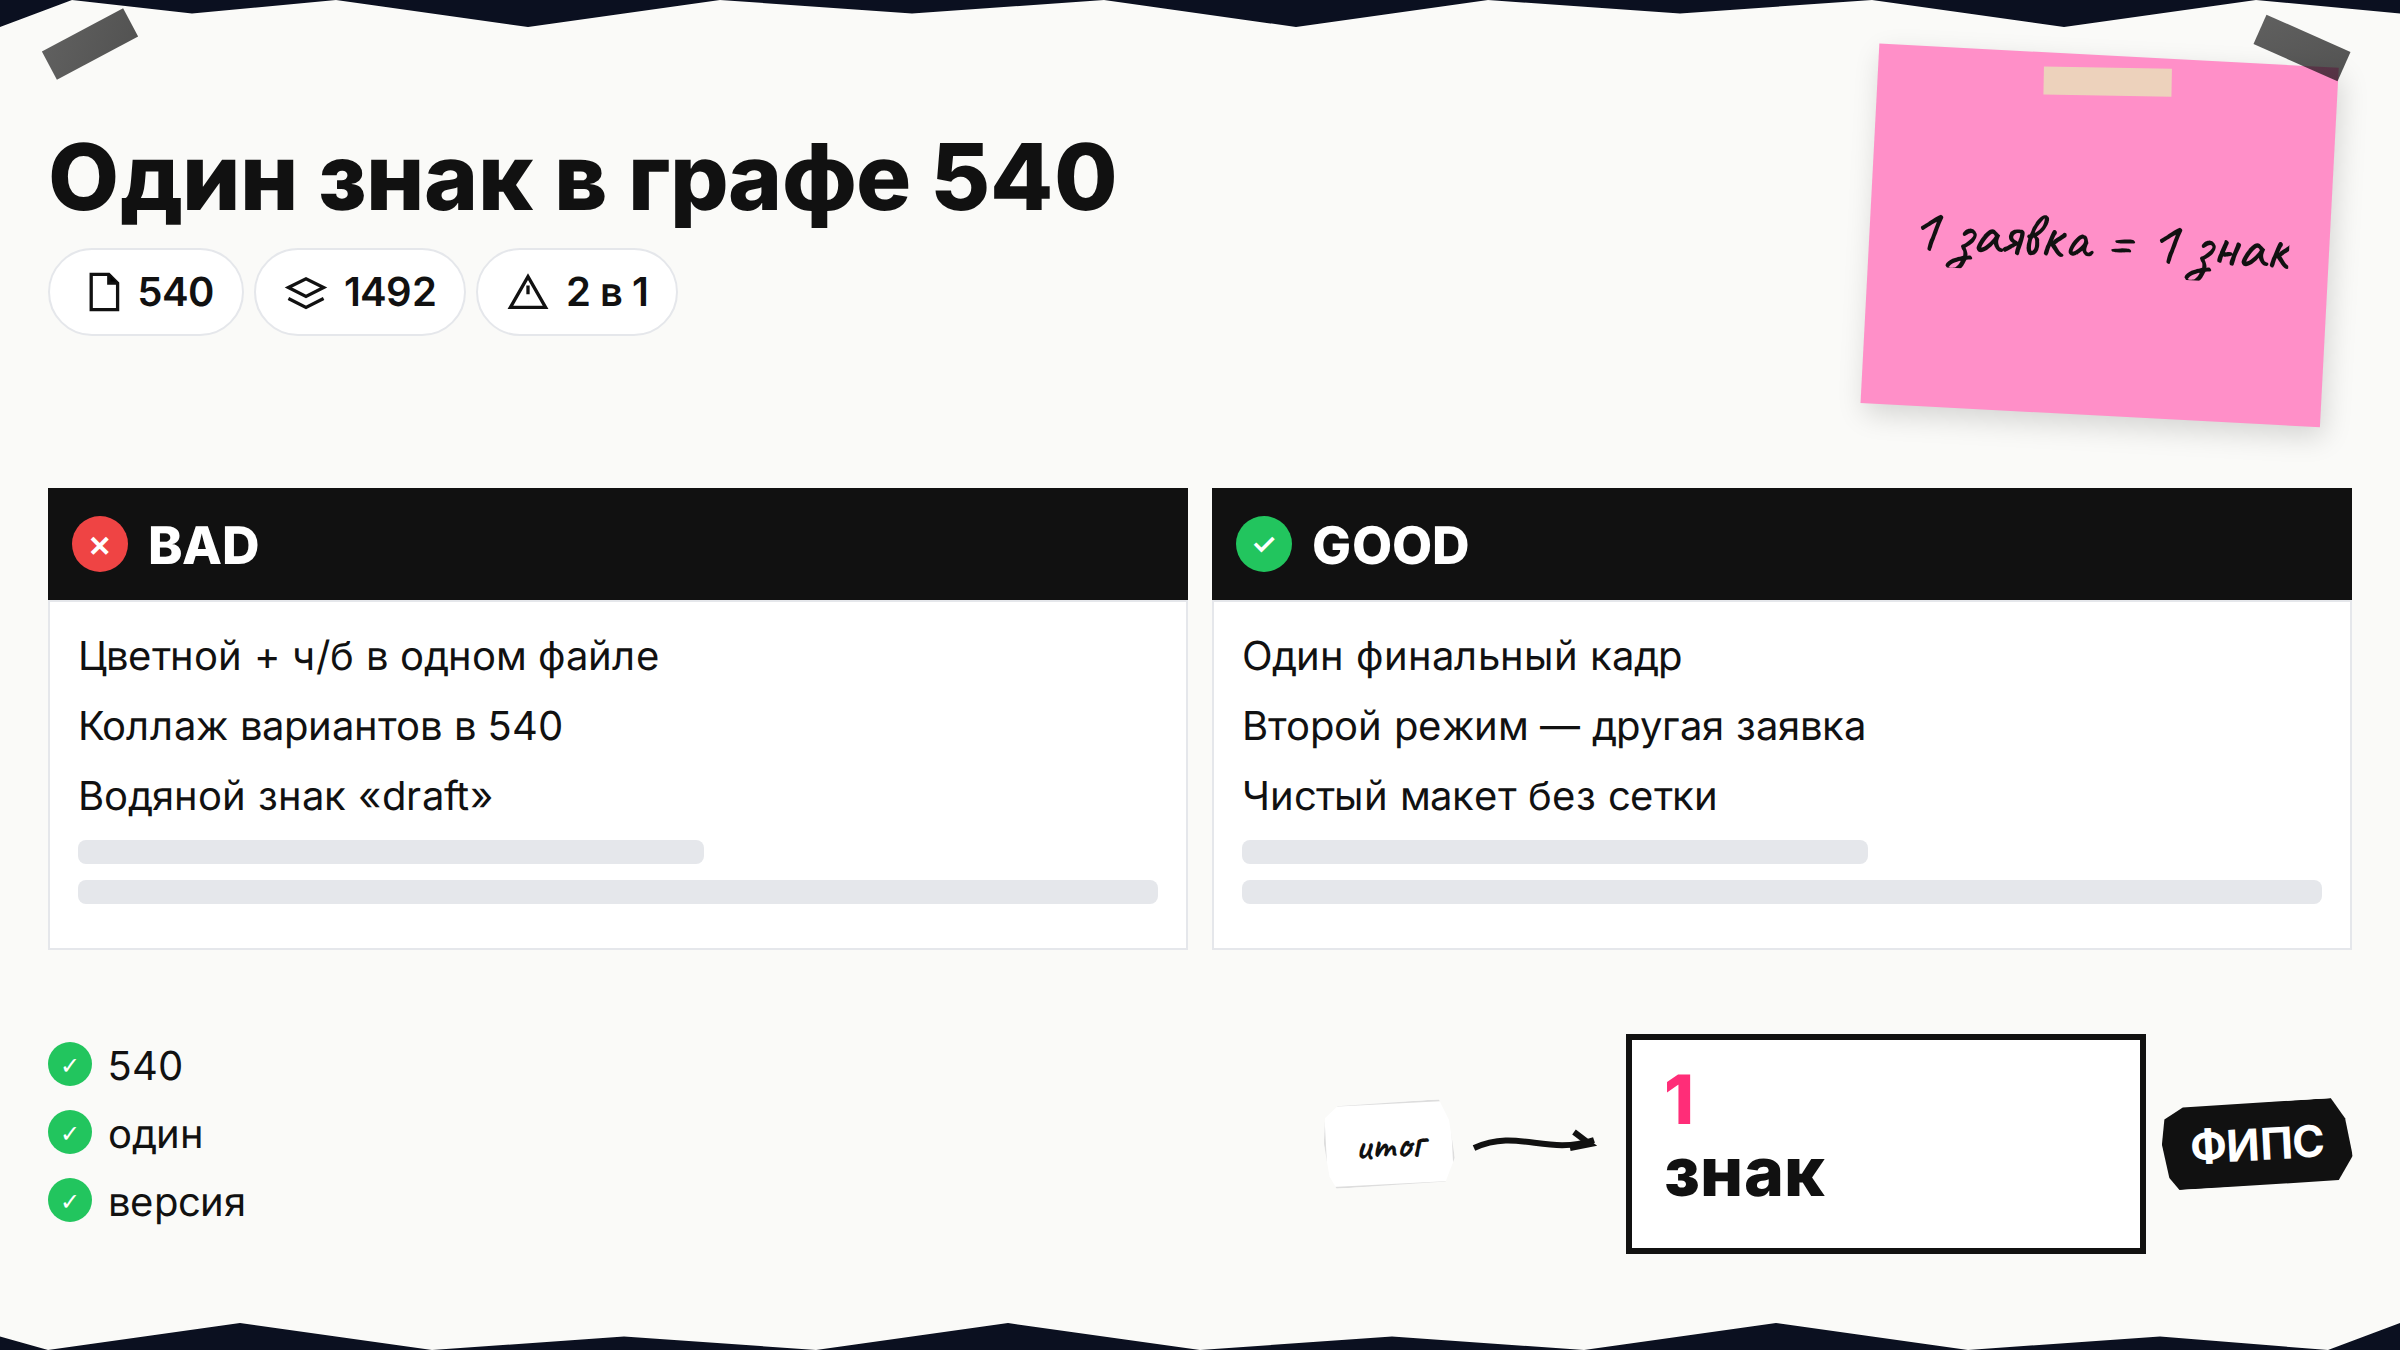 Один знак в графе 540
540
1492
2 в 1
1 заявка = 1 знак
BAD
Цветной + ч/б в одном файле
Коллаж вариантов в 540
Водяной знак «draft»
GOOD
Один финальный кадр
Второй режим — другая заявка
Чистый макет без сетки
540
один
версия
итог
1
знак
ФИПС